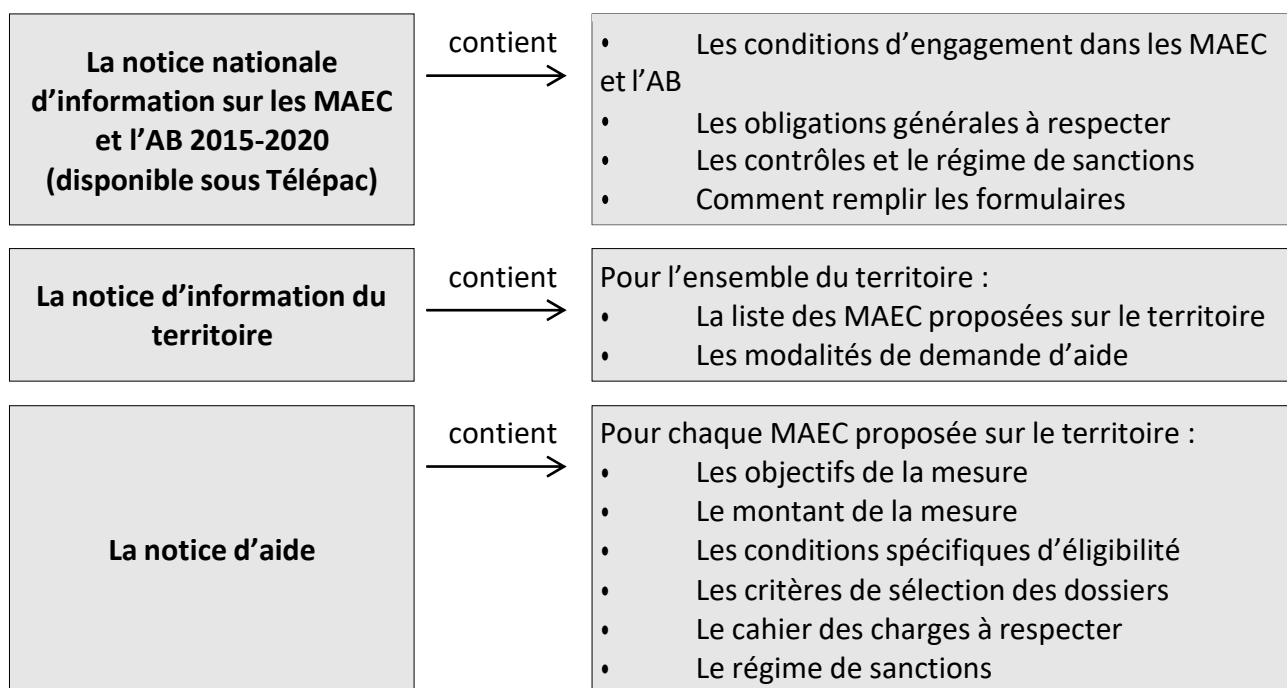 La notice nationale
d’information sur les MAEC
et l’AB 2015-2020
(disponible sous Télépac)
contient
• Les conditions d’engagement dans les MAEC
et l’AB
• Les obligations générales à respecter
• Les contrôles et le régime de sanctions
• Comment remplir les formulaires
La notice d’information du
territoire
contient
Pour l’ensemble du territoire :
• La liste des MAEC proposées sur le territoire
• Les modalités de demande d’aide
La notice d’aide
contient
Pour chaque MAEC proposée sur le territoire :
• Les objectifs de la mesure
• Le montant de la mesure
• Les conditions spécifiques d’éligibilité
• Les critères de sélection des dossiers
• Le cahier des charges à respecter
• Le régime de sanctions